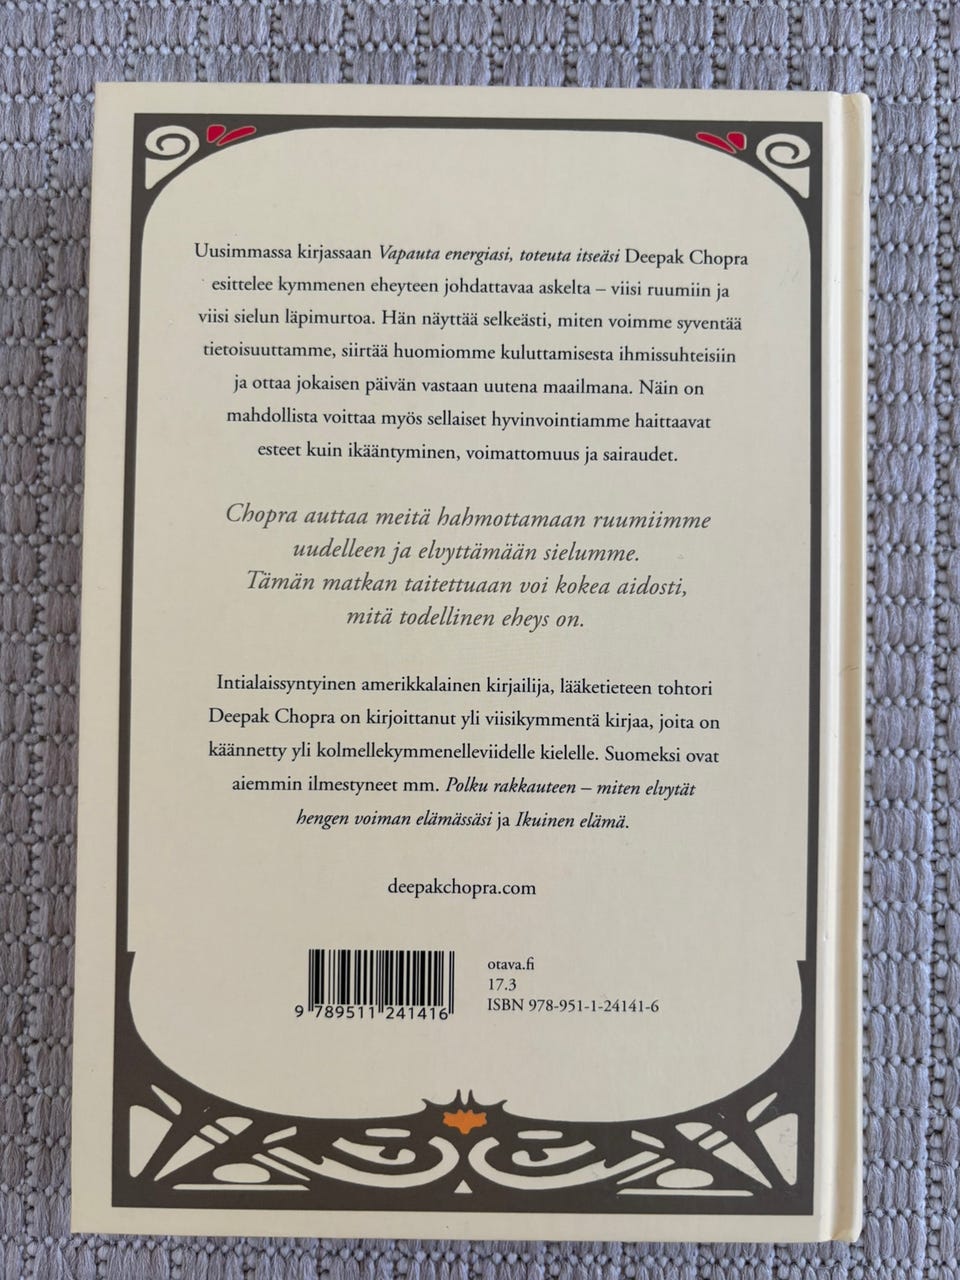 Uusimmassa kirjassaan Vapauta energiasi, toteuta itseäsi Deepak Chopra
esittelee kymmenen eheyteen johdattavaa askelta – viisi ruumiin ja
viisi sielun läpimurtoa. Hän näyttää selkeästi, miten voimme syventää
tietoisuuttamme, siirtää huomiomme kuluttamisesta ihmissuhteisiin
ja ottaa jokaisen päivän vastaan uutena maailmana. Näin on
mahdollista voittaa myös sellaiset hyvinvointiamme haittaavat
esteet kuin ikääntyminen, voimattomuus ja sairaudet.
Chopra auttaa meitä hahmottamaan ruumiimme
uudelleen ja elvyttämään sielumme.
Tämän matkan taitettuaan voi kokea aidosti,
mitä todellinen eheys on.
Intialaissyntyinen amerikkalainen kirjailija, lääketieteen tohtori
Deepak Chopra on kirjoittanut yli viisikymmentä kirjaa, joita on
käännetty yli kolmellekymmenelleviidelle kielelle. Suomeksi ovat
aiemmin ilmestyneet mm. Polku rakkauteen – miten elvytät
hengen voiman elämässäsi ja Ikuinen elämä.
deepakchopra.com
otava.fi
17.3
ISBN 978-951-1-24141-6
9 789511 241416